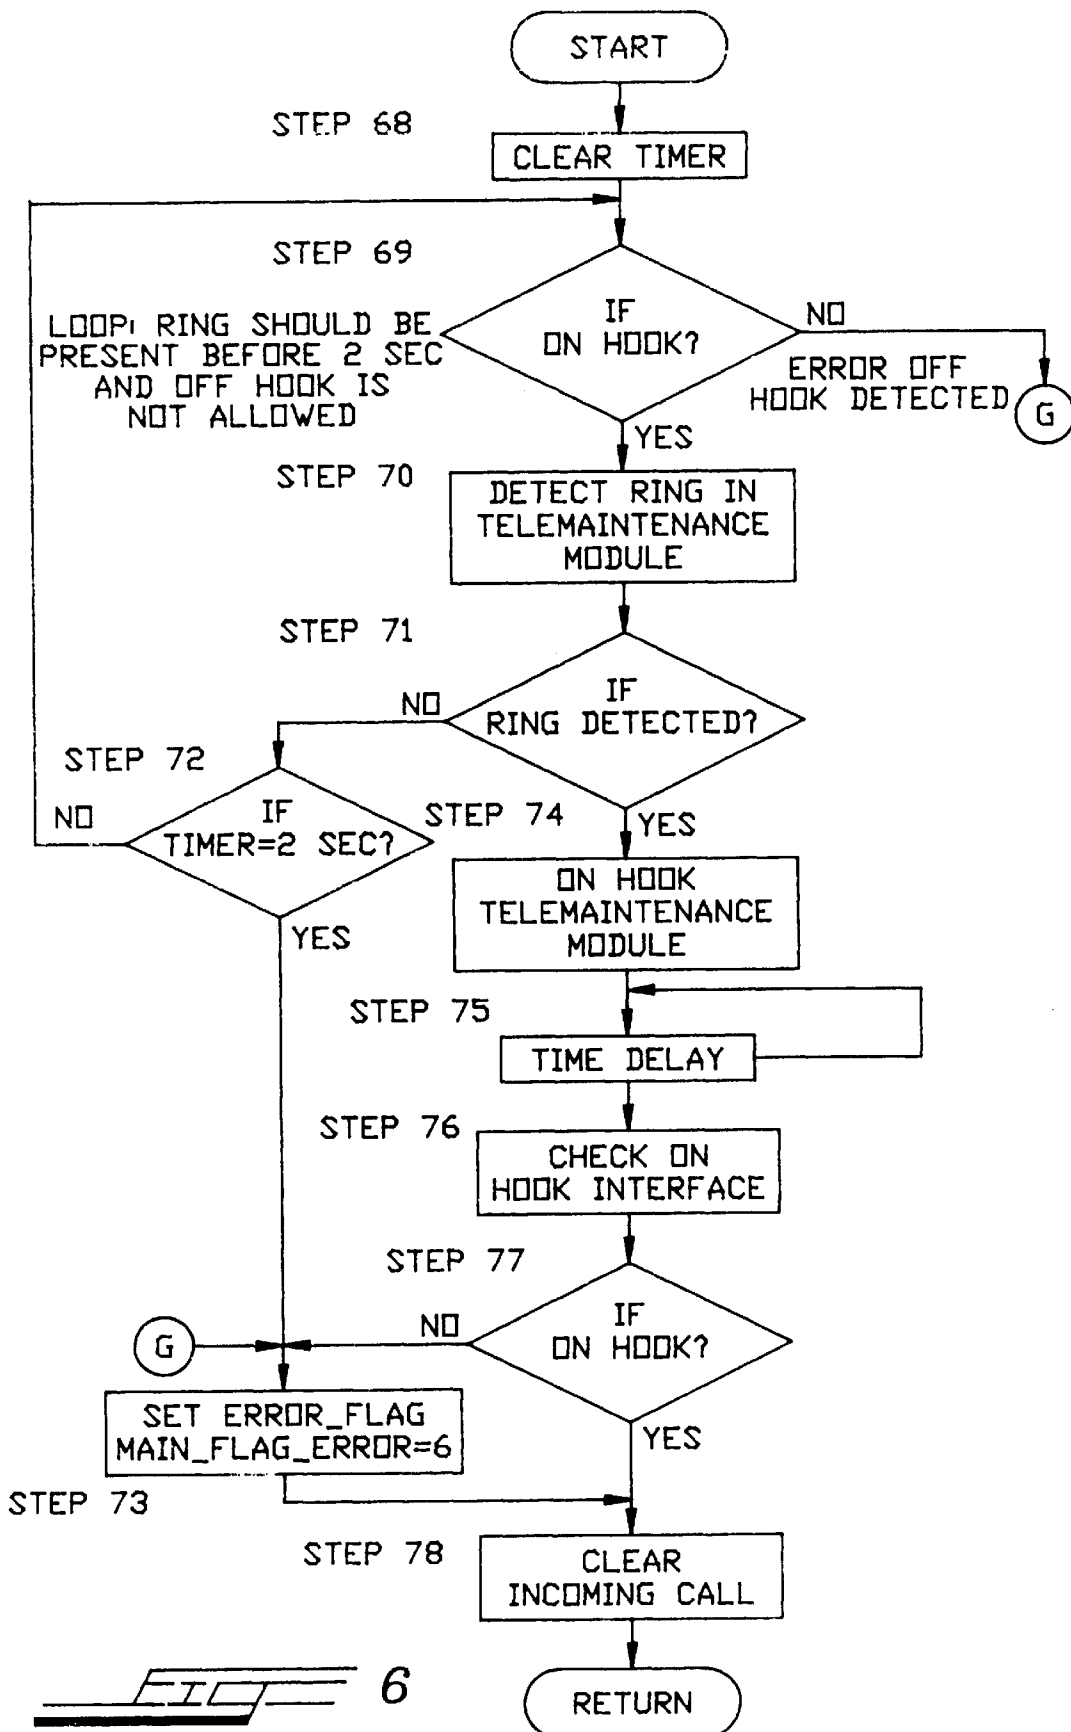 START
STEP 68
CLEAR TIMER
STEP 69
IF
ON HOOK?
NO
LOOP: RING SHOULD BE
PRESENT BEFORE 2 SEC
AND OFF HOOK IS
NOT ALLOWED
ERROR OFF
HOOK DETECTED
G
YES
STEP 70
DETECT RING IN
TELEMAINTENANCE
MODULE
STEP 71
IF
RING DETECTED?
NO
STEP 72
IF
TIMER=2 SEC?
NO
YES
STEP 74
YES
ON HOOK
TELEMAINTENANCE
MODULE
STEP 75
TIME DELAY
STEP 76
CHECK ON
HOOK INTERFACE
STEP 77
IF
ON HOOK?
NO
G
YES
SET ERROR_FLAG
MAIN_FLAG_ERROR=6
STEP 73
STEP 78
CLEAR
INCOMING CALL
RETURN
FIG 6